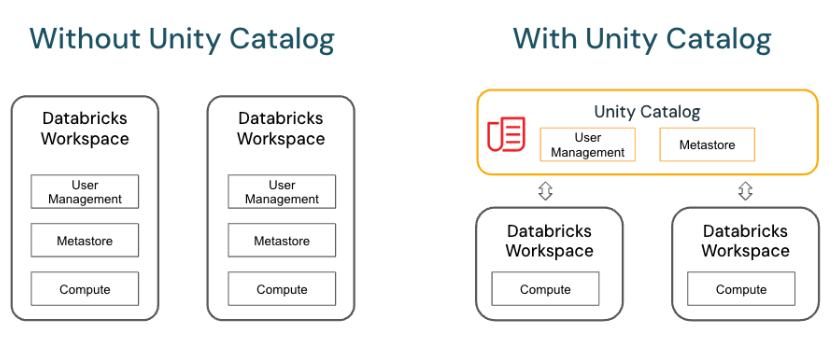 Without Unity Catalog
Databricks
Workspace
User
Management
Metastore
Compute
Databricks
Workspace
User
Management
Metastore
Compute
With Unity Catalog
Unity Catalog
User
Management
Metastore
Databricks
Workspace
Compute
Databricks
Workspace
Compute